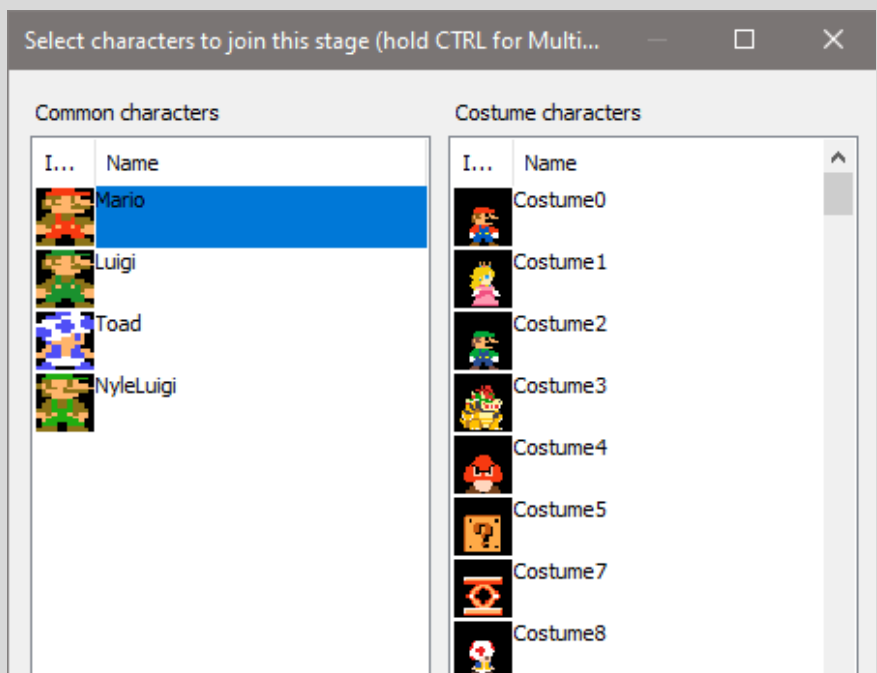 Select characters to join this stage (hold CTRL for Multi...
Common characters
I... Name
Mario
Luigi
Toad
NyleLuigi
Costume characters
I... Name
Costume0
Costume1
Costume2
Costume3
Costume4
Costume5
Costume7
Costume8